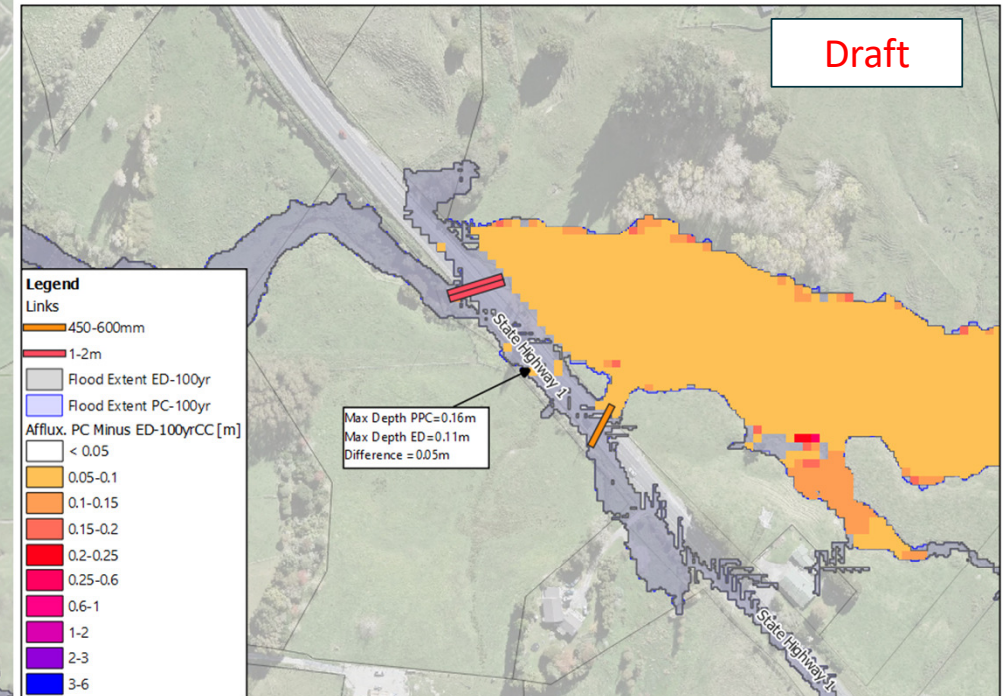 Draft
State Highway 1
Max Depth PPC=0.16m
Max Depth ED=0.11m
Difference =0.05m
State Highway 1
Legend
Links
450-600mm
1-2m
Flood Extent ED-100yr
Flood Extent PC-100yr
Afflux. PC Minus ED-100yrCC [m]
< 0.05
0.05-0.1
0.1-0.15
0.15-0.2
0.2-0.25
0.25-0.6
0.6-1
1-2
2-3
3-6